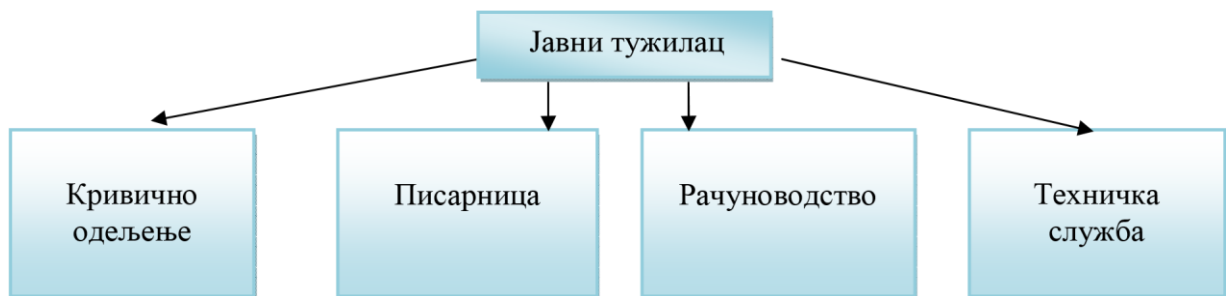 Јавни тужилац
Кривично
одељење
Писарница
Рачуноводство
Техничка
служба